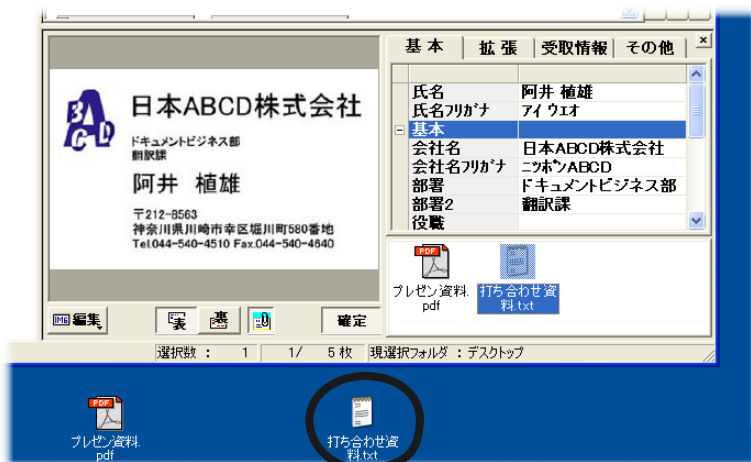 基本 拡張 受取情報 その他
氏名 阿井 植雄
氏名フリガナ アイ ウエオ
基本
会社名 日本ABCD株式会社
会社名フリガナ ニッポンABCD
部署 ドキュメントビジネス部
部署2 翻訳課
役職
ABCD
日本ABCD株式会社
ドキュメントビジネス部
翻訳課
阿井 植雄
〒212-8563
神奈川県川崎市幸区堀川町580番地
Tel.044-540-4510 Fax.044-540-4640
PDF
プレゼン資料.
pdf
打ち合わせ資
料.txt
IMG 編集
表
裏
確定
選択数 : 1 1/ 5 枚 現選択フォルダ : デスクトップ
PDF
プレゼン資料.
pdf
打ち合わせ資
料.txt